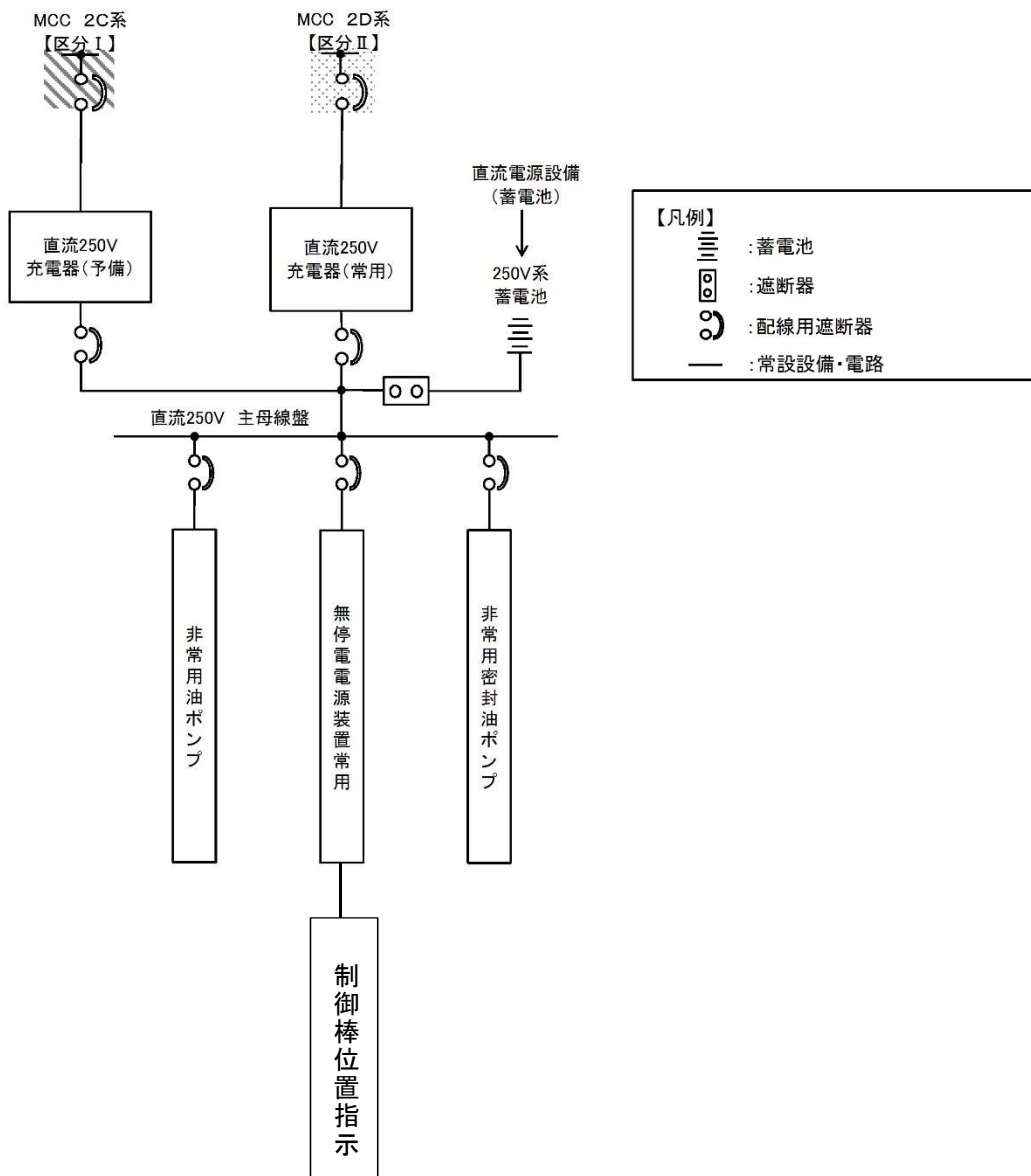 MCC 2C系
【区分Ⅰ】
MCC 2D系
【区分Ⅱ】
直流電源設備
(蓄電池)
250V系
蓄電池
直流250V
充電器(予備)
直流250V
充電器(常用)
【凡例】
:蓄電池
:遮断器
:配線用遮断器
:常設設備・電路
直流250V 主母線盤
非常用油ポンプ
無停電電源装置常用
非常用密封油ポンプ
制御棒位置指示